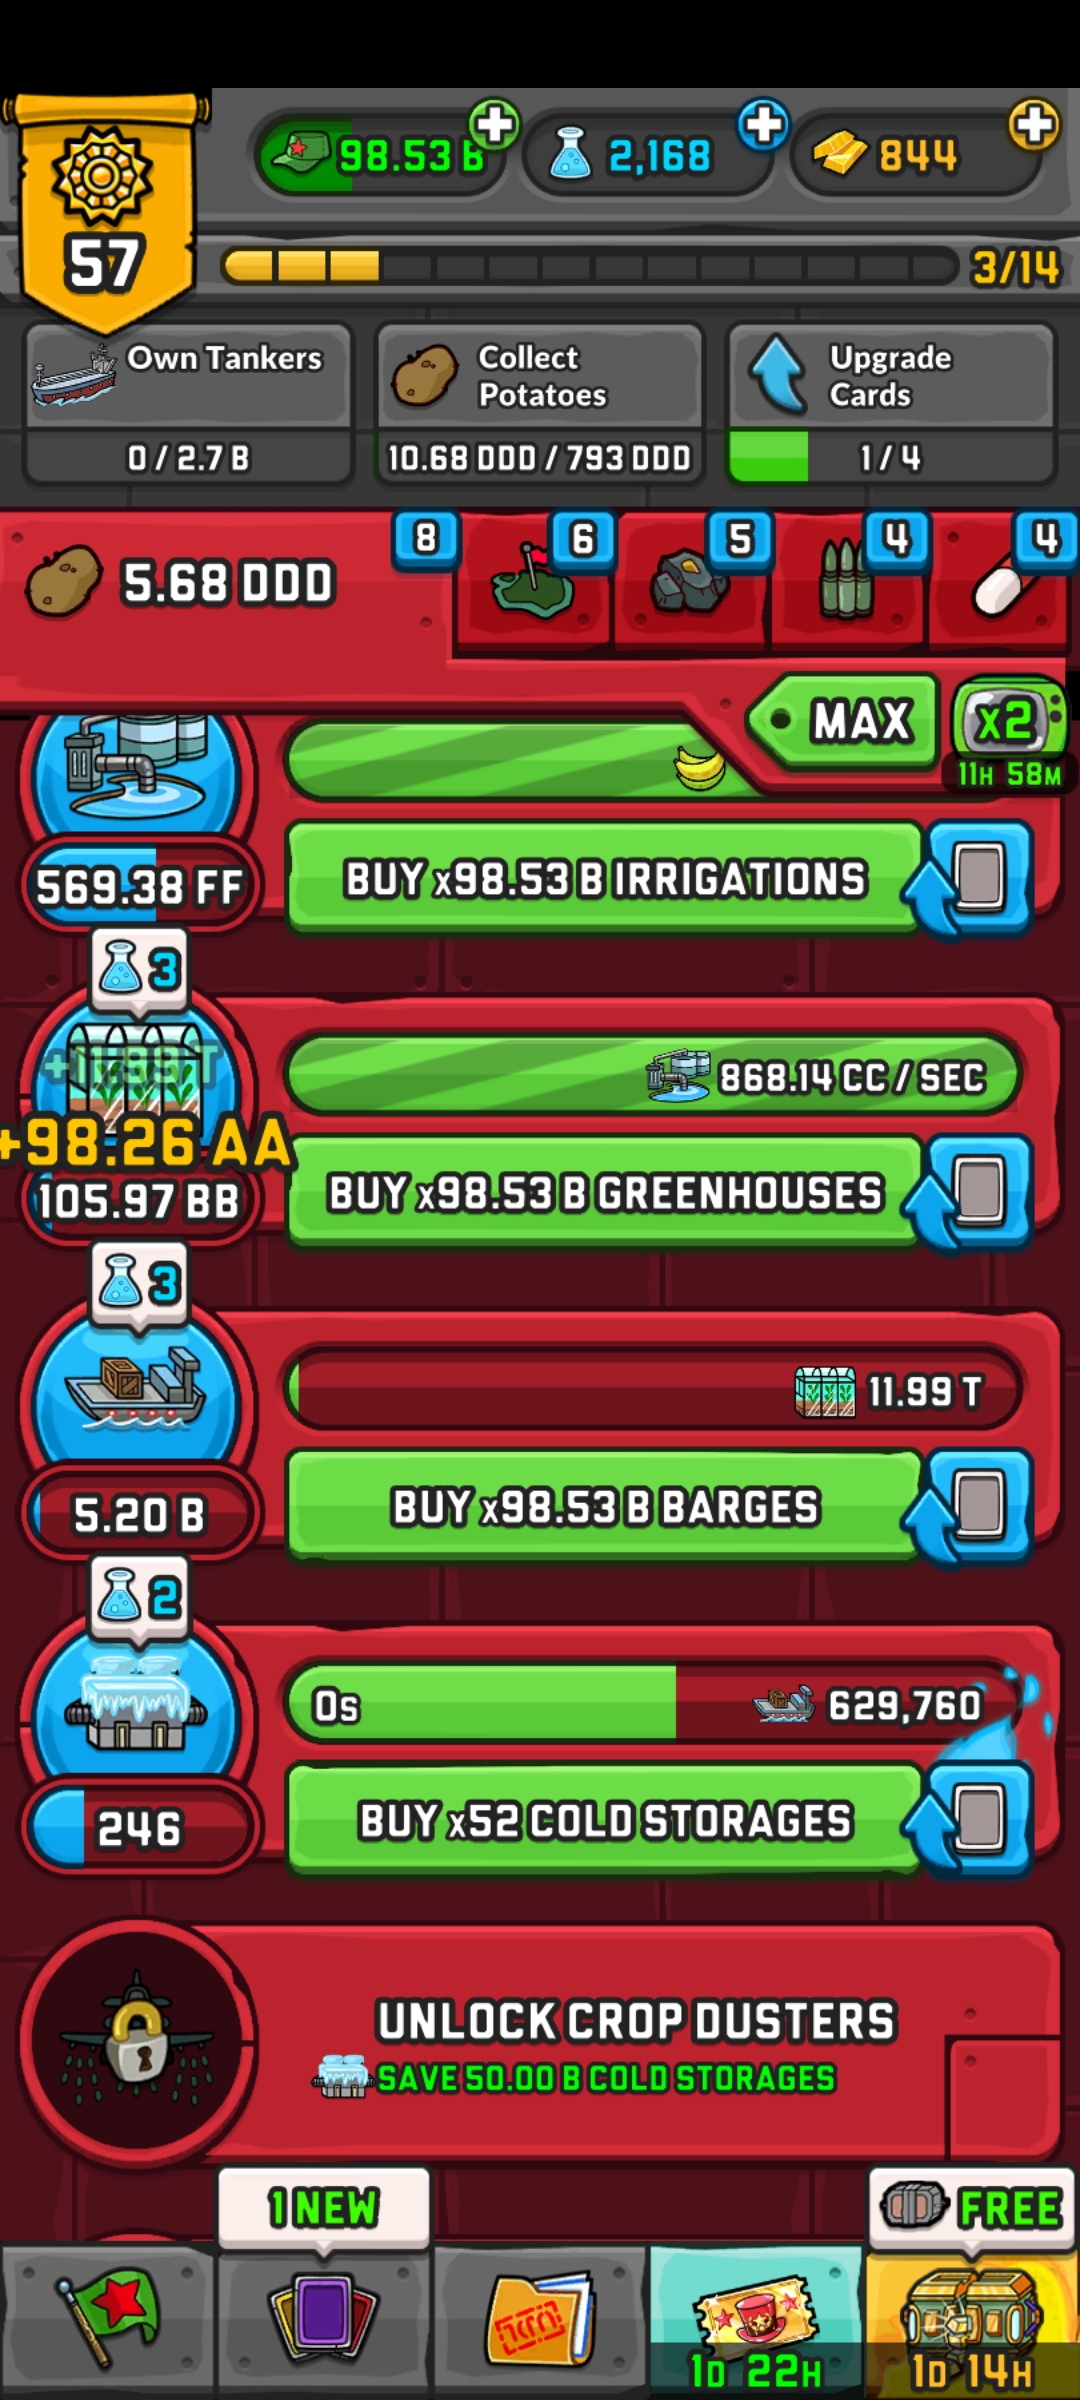 98.53 B
2,168
844
57
3/14
Own Tankers
0 / 2.7 B
Collect
Potatoes
10.68 DDD / 793 DDD
Upgrade
Cards
1 / 4
5.68 DDD
8
6
5
4
4
MAX
x2
11H 58M
569.38 FF
BUY x98.53 B IRRIGATIONS
3
+11.99 T
868.14 CC / SEC
+98.26 AA
105.97 BB
BUY x98.53 B GREENHOUSES
3
11.99 T
5.20 B
BUY x98.53 B BARGES
2
0s
629,760
246
BUY x52 COLD STORAGES
UNLOCK CROP DUSTERS
SAVE 50.00 B COLD STORAGES
1 NEW
FREE
1D 22H
1D 14H